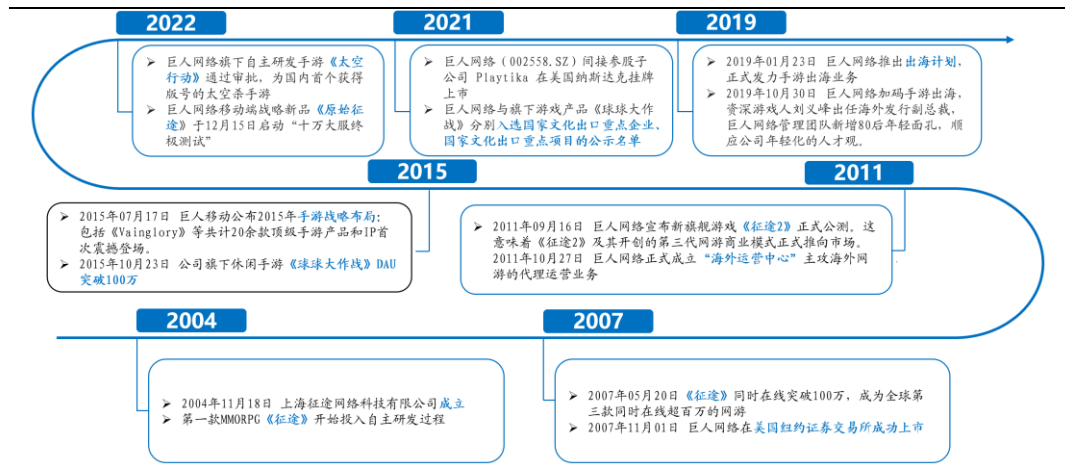 2022
2021
2019
➢ 巨人网络旗下自主研发手游《太空
行动》通过审批，为国内首个获得
版号的太空杀手游
➢ 巨人网络移动端战略新品《原始征
途》于12月15日启动“十万大服终
极测试”
➢ 巨人网络（002558.SZ）间接参股子
公司 Playtika 在美国纳斯达克挂牌
上市
➢ 巨人网络与旗下游戏产品《球球大作
战》分别入选国家文化出口重点企业、
国家文化出口重点项目的公示名单
➢ 2019年01月23日 巨人网络推出出海计划，
正式发力手游出海业务
➢ 2019年10月30日 巨人网络加码手游出海，
资深游戏人刘义峰出任海外发行副总裁，
巨人网络管理团队新增80后年轻面孔，顺
应公司年轻化的人才观。
2015
2011
➢ 2015年07月17日 巨人移动公布2015年手游战略布局；
包括《Vainglory》等共计20余款顶级手游产品和IP首
次震撼登场。
➢ 2015年10月23日 公司旗下休闲手游《球球大作战》DAU
突破100万
➢ 2011年09月16日 巨人网络宣布新旗舰游戏《征途2》正式公测，这
意味着《征途2》及其开创的第三代网游商业模式正式推向市场。
2011年10月27日 巨人网络正式成立“海外运营中心”主攻海外网
游的代理运营业务
2004
2007
➢ 2004年11月18日 上海征途网络科技有限公司成立
➢ 第一款MMORPG《征途》开始投入自主研发过程
➢ 2007年05月20日《征途》同时在线突破100万，成为全球第
三款同时在线超百万的网游
➢ 2007年11月01日 巨人网络在美国纽约证券交易所成功上市